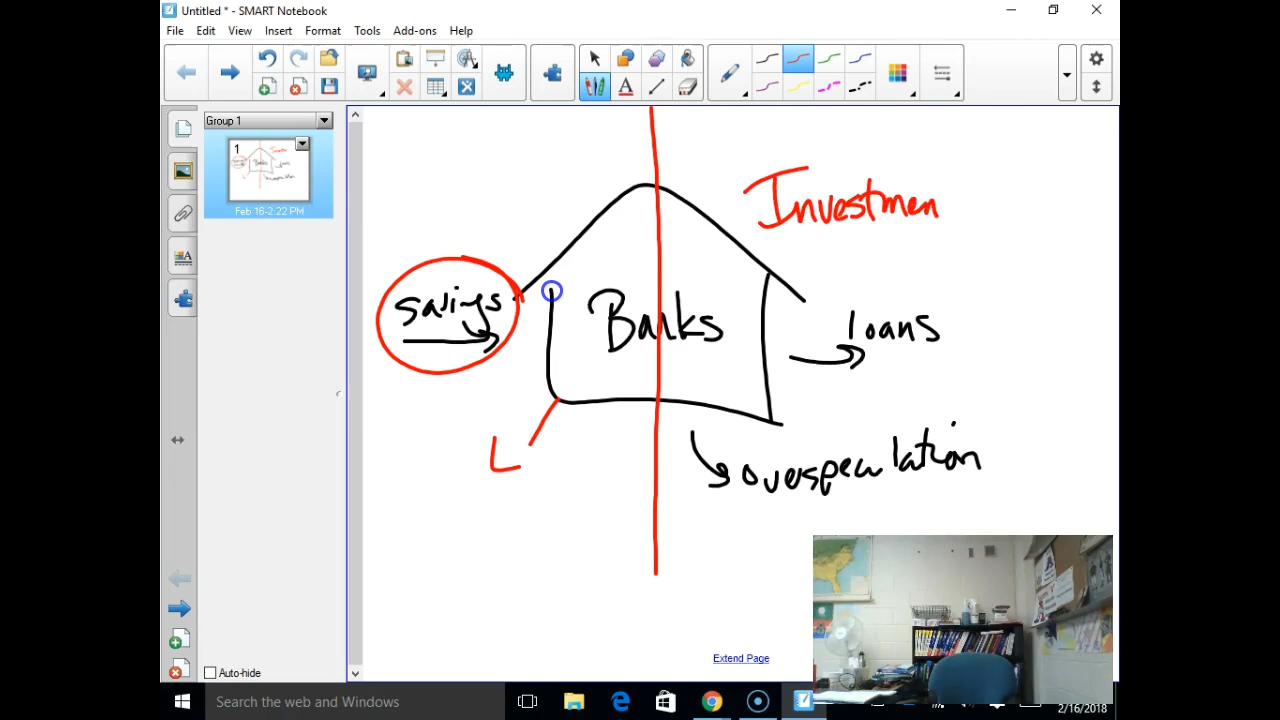 Untitled * - SMART Notebook
File Edit View Insert Format Tools Add-ons Help
Group 1
1
Feb 16-2:22 PM
Investmen
savings
Banks
loans
L
overspeculation
Extend Page
Auto-hide
Search the web and Windows
2/16/2018